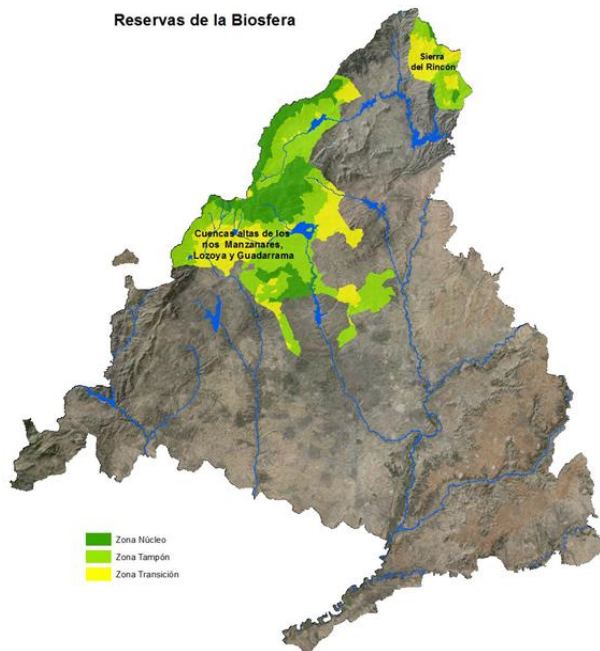 Reservas de la Biosfera
Sierra
del Rincón
Cuencas altas de los
rios Manzanares,
Lozoya y Guadarrama
Zona Núcleo
Zona Tampón
Zona Transición